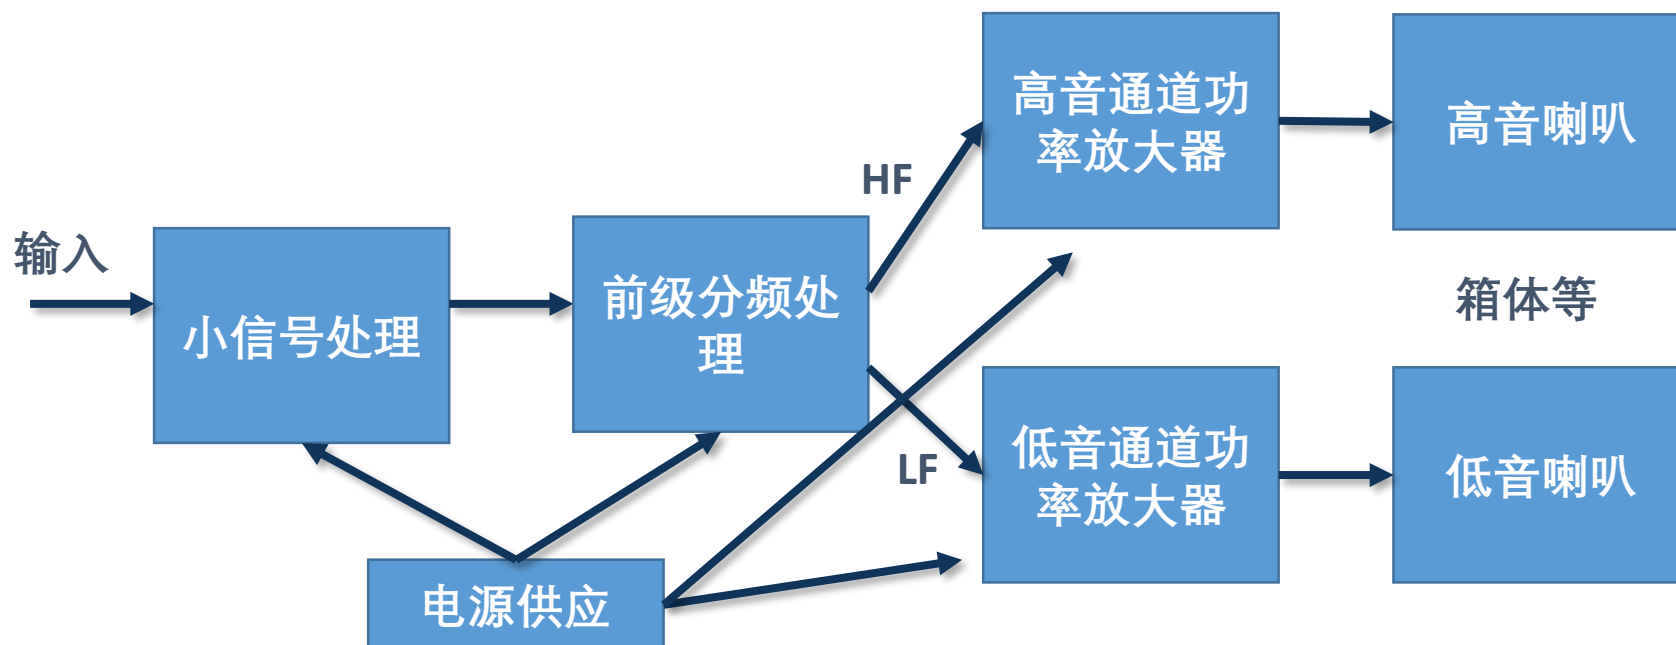 输入
小信号处理
前级分频处
理
HF
LF
高音通道功
率放大器
高音喇叭
箱体等
低音通道功
率放大器
低音喇叭
电源供应